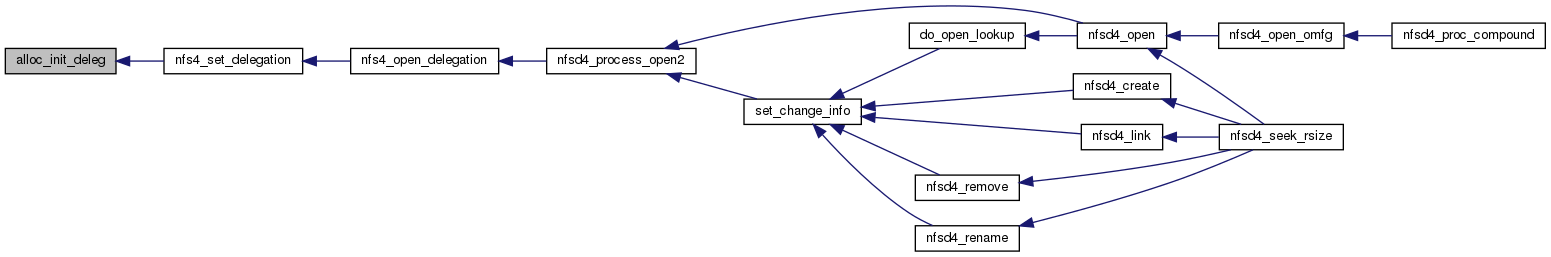 alloc_init_deleg
nfs4_set_delegation
nfs4_open_delegation
nfsd4_process_open2
set_change_info
do_open_lookup
nfsd4_open
nfsd4_open_omfg
nfsd4_proc_compound
nfsd4_create
nfsd4_link
nfsd4_seek_rsize
nfsd4_remove
nfsd4_rename